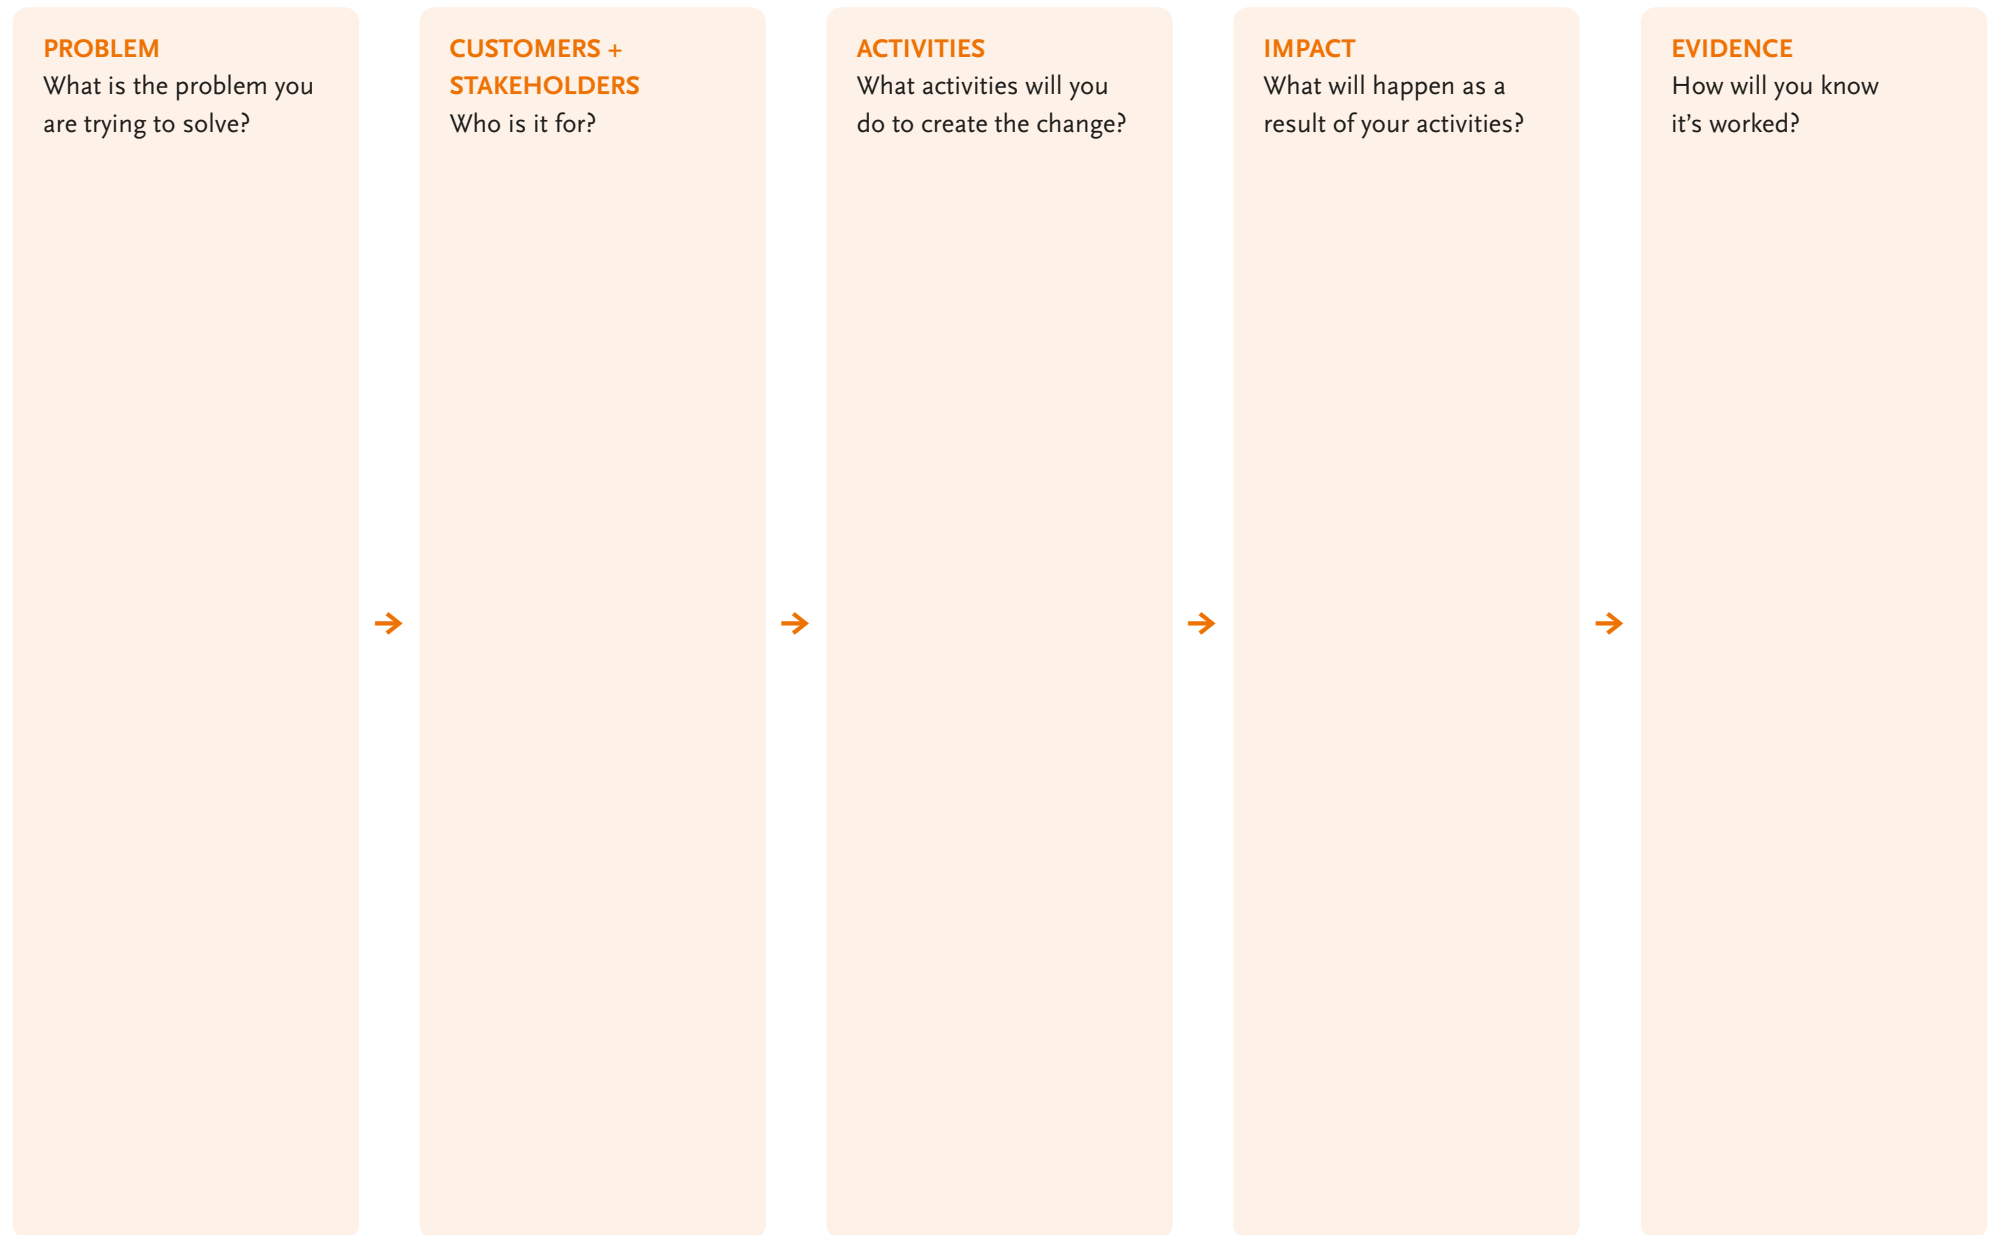 PROBLEM
What is the problem you
are trying to solve?
CUSTOMERS +
STAKEHOLDERS
Who is it for?
ACTIVITIES
What activities will you
do to create the change?
IMPACT
What will happen as a
result of your activities?
EVIDENCE
How will you know
it’s worked?